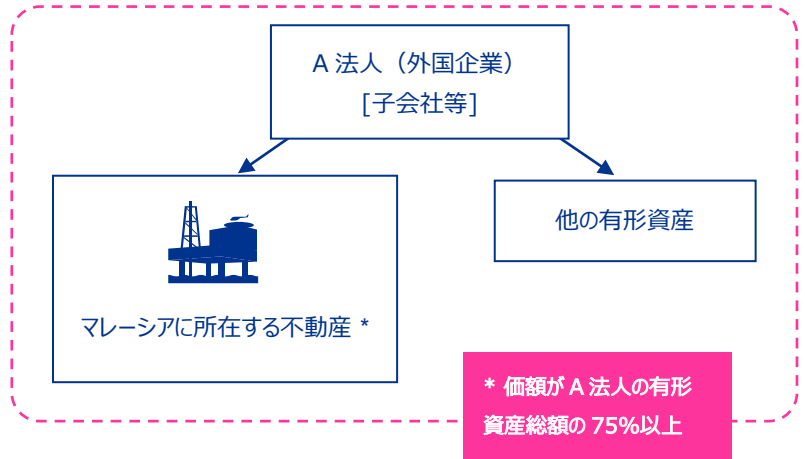 A 法人（外国企業）
[子会社等]
マレーシアに所在する不動産 *
他の有形資産
* 価額が A 法人の有形
資産総額の 75%以上